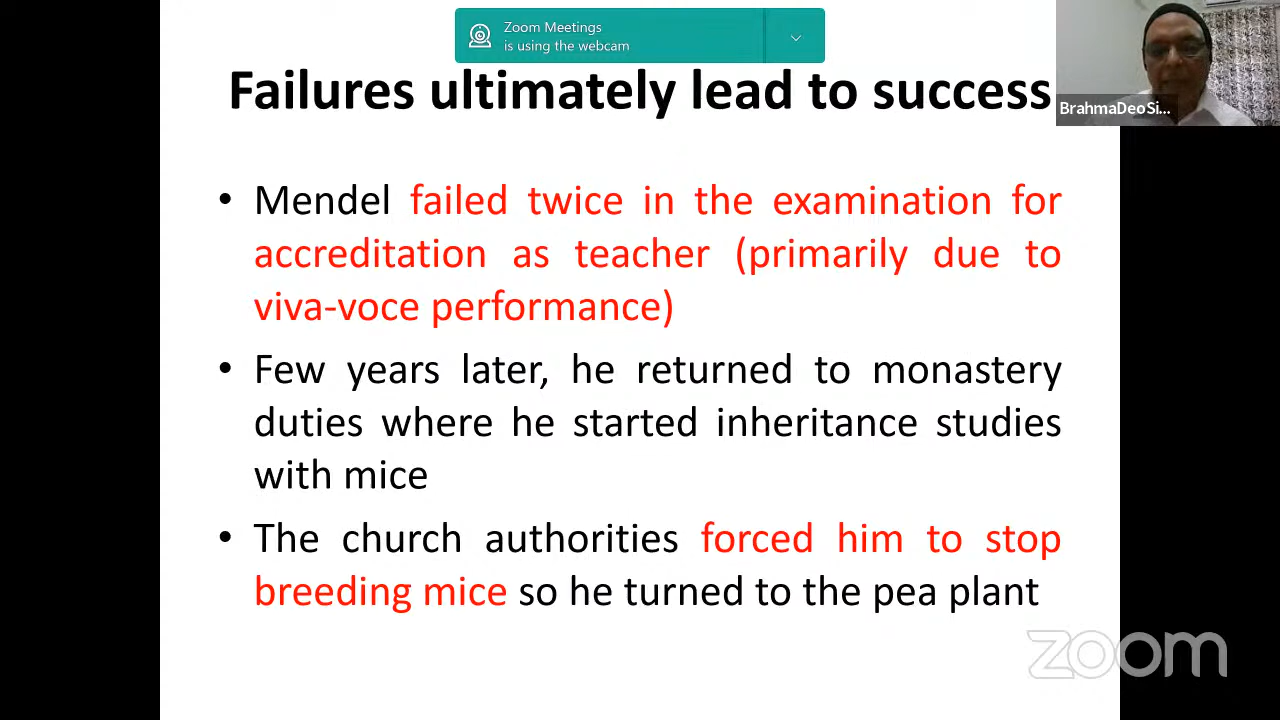 Zoom Meetings
is using the webcam
Failures ultimately lead to success
BrahmaDeoSi...
• Mendel failed twice in the examination for
accreditation as teacher (primarily due to
viva-voce performance)
• Few years later, he returned to monastery
duties where he started inheritance studies
with mice
• The church authorities forced him to stop
breeding mice so he turned to the pea plant
zoom